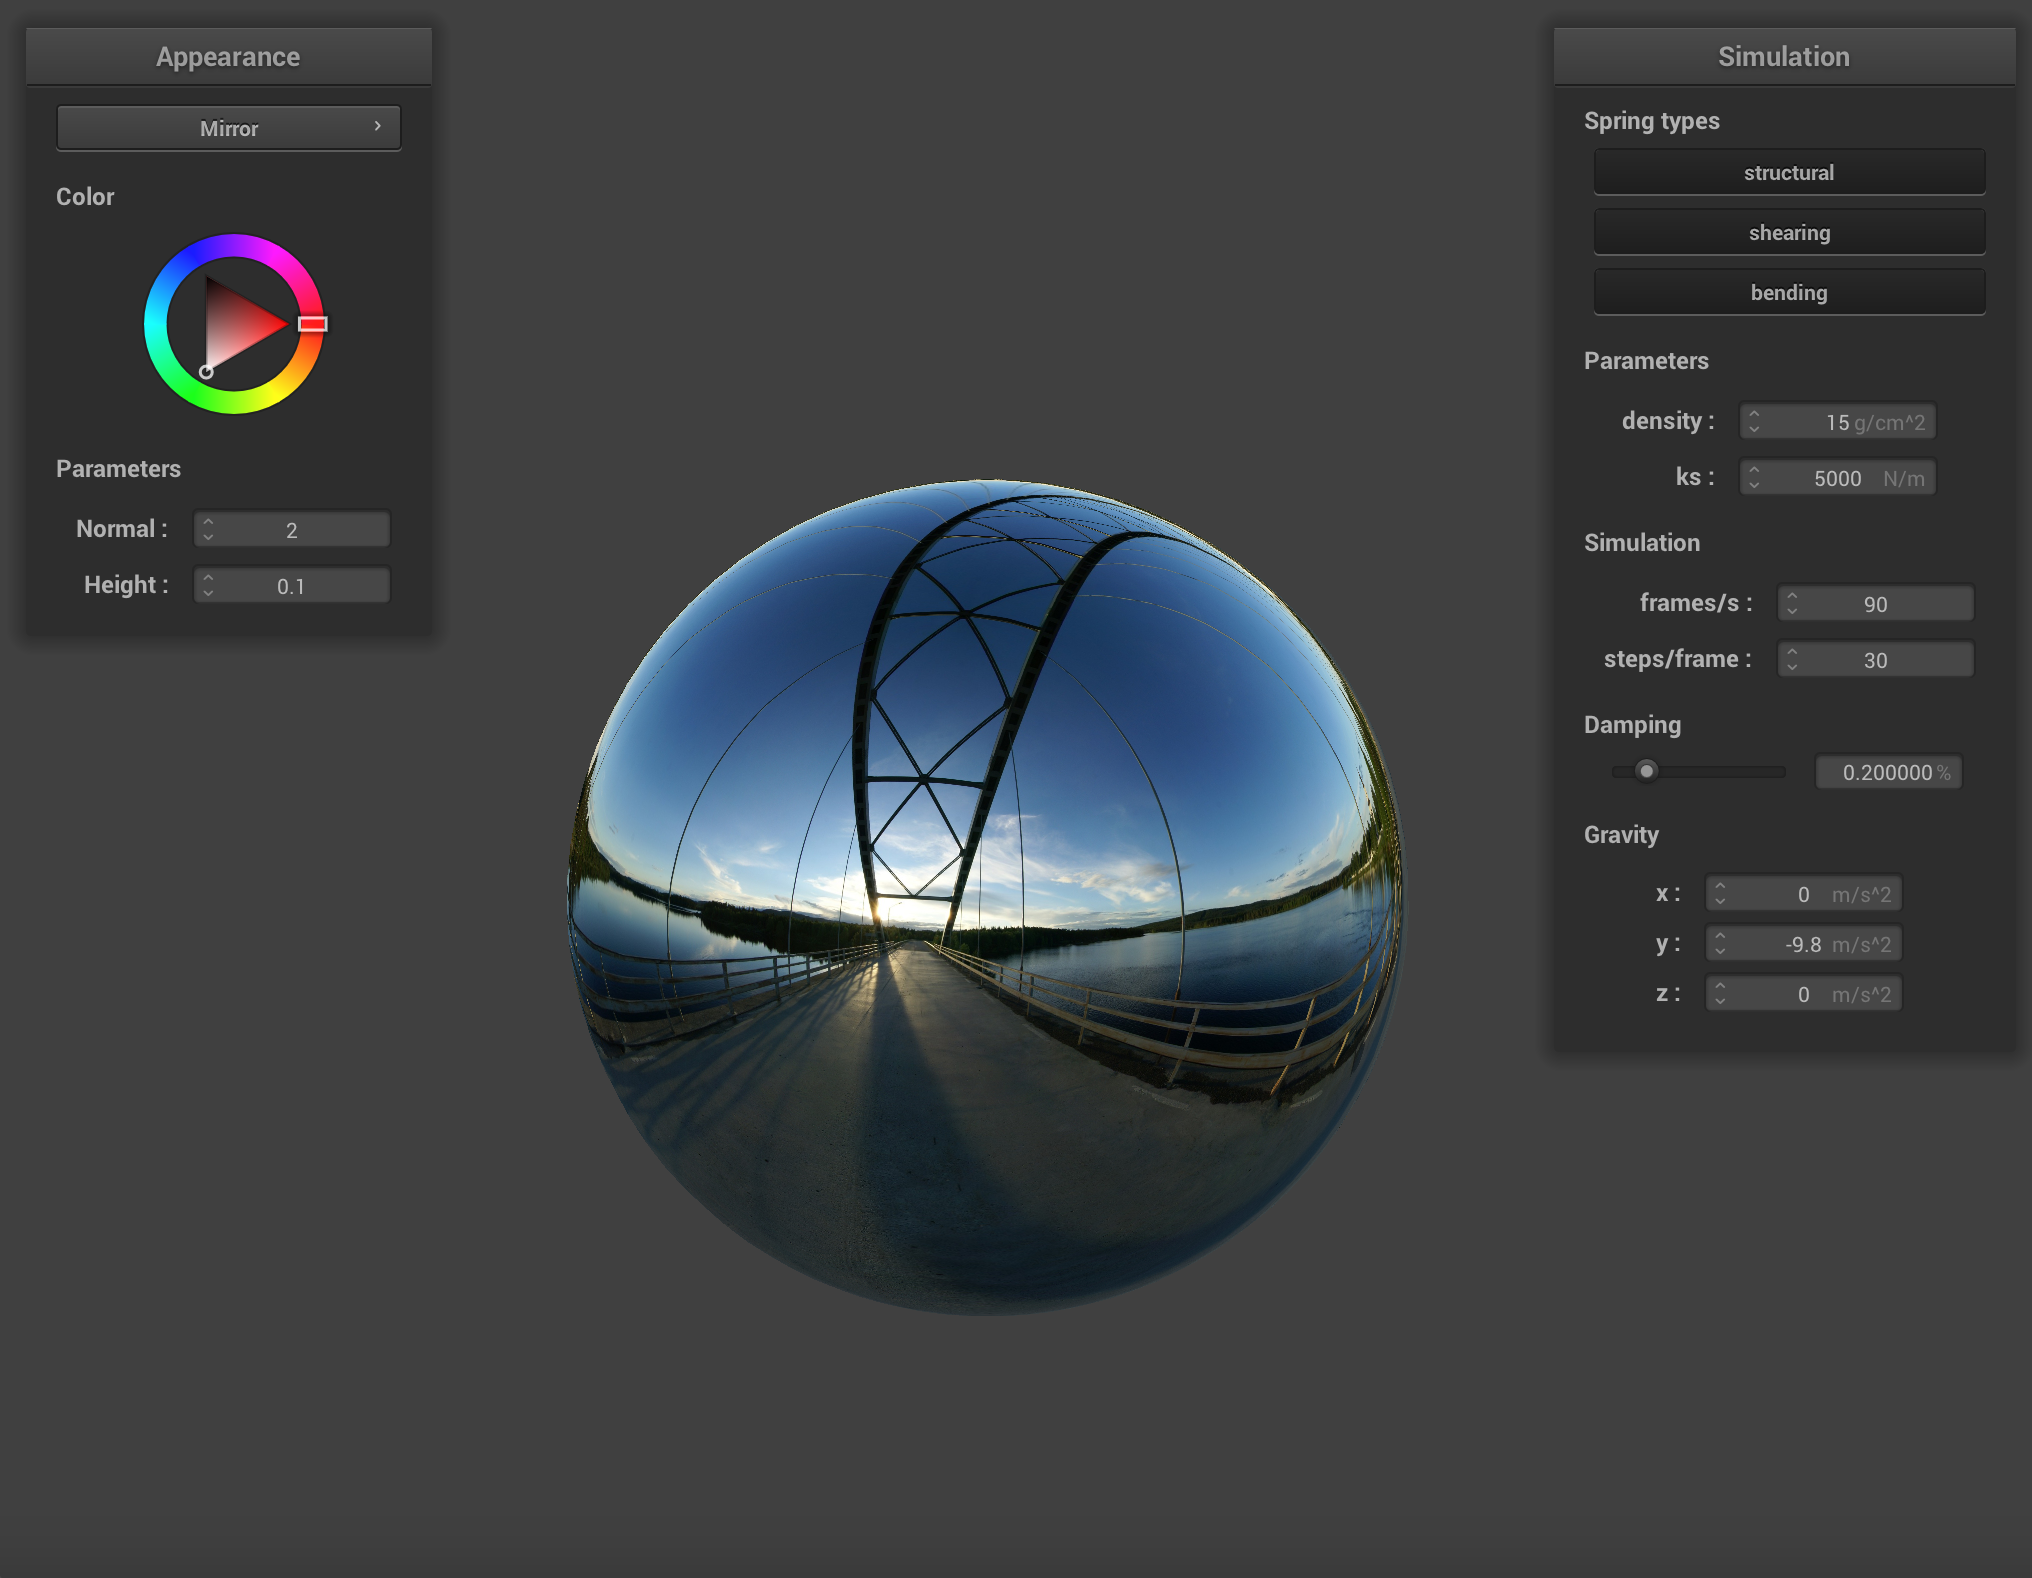 Appearance
Mirror
Color
Parameters
Normal : 2
Height : 0.1
Simulation
Spring types
structural
shearing
bending
Parameters
density : 15 g/cm^2
ks : 5000 N/m
Simulation
frames/s : 90
steps/frame : 30
Damping
0.200000 %
Gravity
x : 0 m/s^2
y : -9.8 m/s^2
z : 0 m/s^2